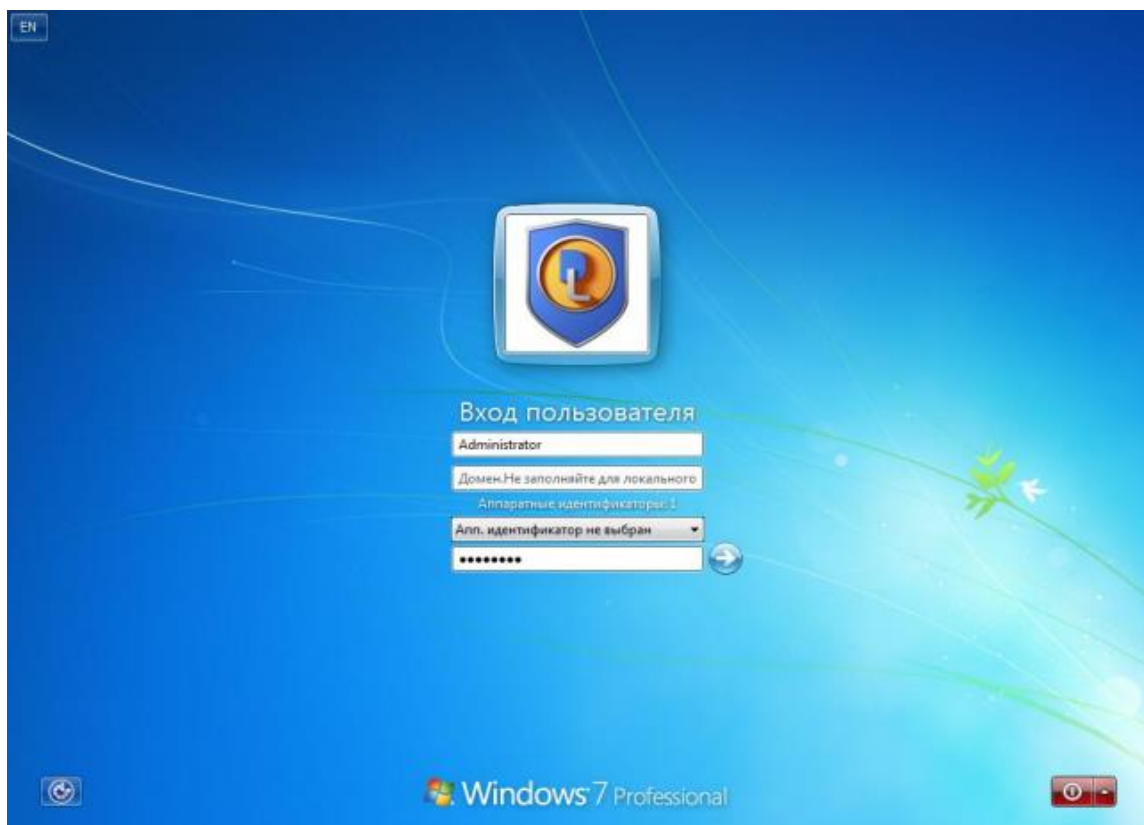 EN
DL
Вход пользователя
Administrator
Домен.Не заполняйте для локального
Аппаратные идентификаторы: 1
Апп. идентификатор не выбран
••••••••
Windows 7 Professional